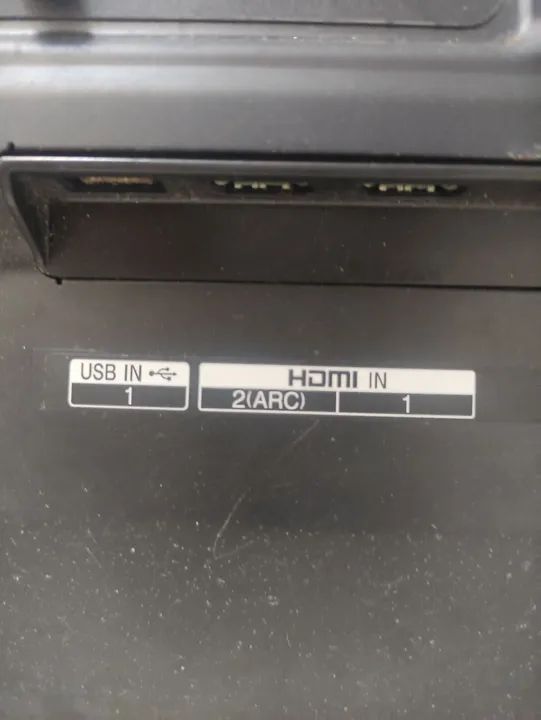 USB IN
1
HDMI IN
2(ARC)
1